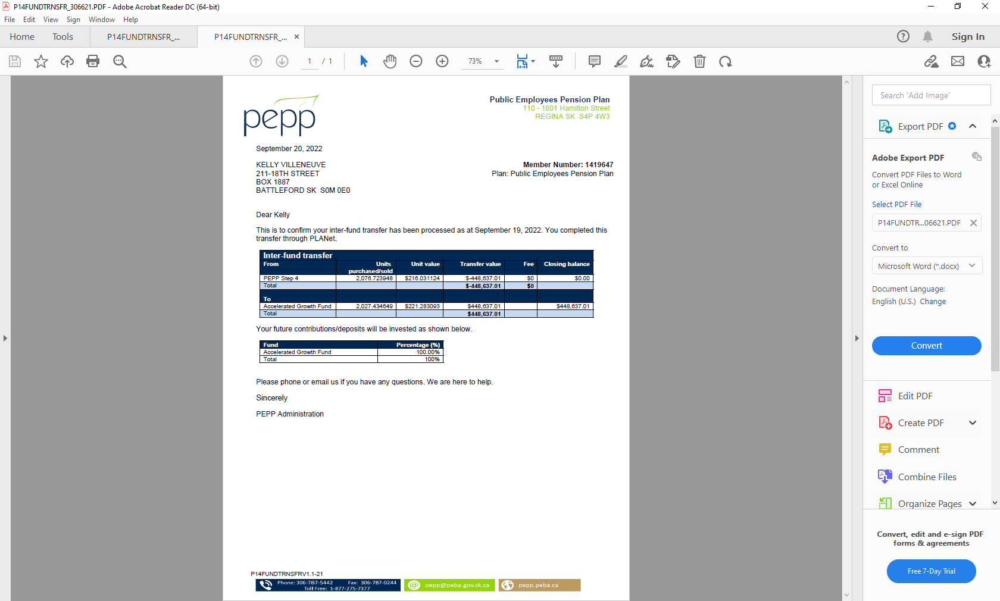 P14FUNDTRNSFR_306621.PDF - Adobe Acrobat Reader DC (64-bit)
File Edit View Sign Window Help
Home Tools P14FUNDTRNSFR_... P14FUNDTRNSFR_... × Sign In
1 / 1 73%
pepp
Public Employees Pension Plan
110 - 1801 Hamilton Street
REGINA SK S4P 4W3
September 20, 2022
KELLY VILLENEUVE
211-18TH STREET
BOX 1887
BATTLEFORD SK S0M 0E0
Member Number: 1419647
Plan: Public Employees Pension Plan
Dear Kelly
This is to confirm your inter-fund transfer has been processed as at September 19, 2022. You completed this
transfer through PLANet.
Inter-fund transfer
From Units purchased/sold Unit value Transfer value Fee Closing balance
PEPP Step 4 2,076.723948 $216.031124 $-448,637.01 $0 $0.00
Total $-448,637.01 $0
To
Accelerated Growth Fund 2,027.434649 $221.283093 $448,637.01 $448,637.01
Total $448,637.01
Your future contributions/deposits will be invested as shown below.
Fund Percentage (%)
Accelerated Growth Fund 100.00%
Total 100%
Please phone or email us if you have any questions. We are here to help.
Sincerely
PEPP Administration
P14FUNDTRNSFRV1.1-21
Phone: 306-787-5442 Fax: 306-787-0244
Toll Free: 1-877-275-7377
@ pepp@peba.gov.sk.ca
pepp.peba.ca
Search 'Add Image'
Export PDF
Adobe Export PDF
Convert PDF Files to Word
or Excel Online
Select PDF File
P14FUNDTR...06621.PDF
Convert to
Microsoft Word (*.docx)
Document Language:
English (U.S.) Change
Convert
Edit PDF
Create PDF
Comment
Combine Files
Organize Pages
Convert, edit and e-sign PDF
forms & agreements
Free 7-Day Trial